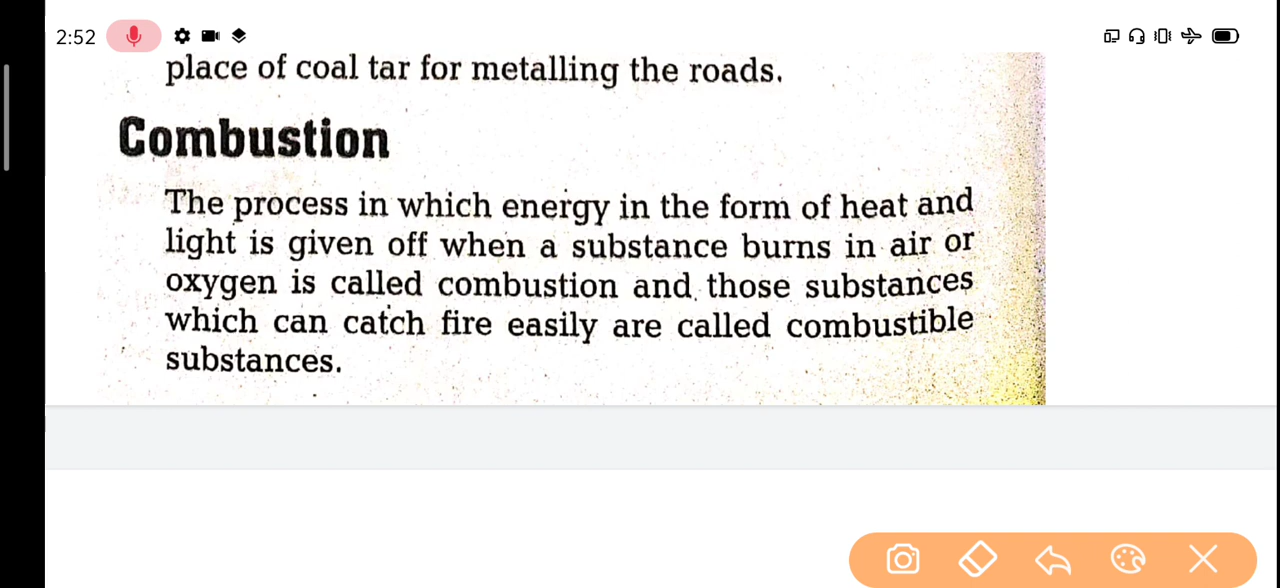 2:52
place of coal tar for metalling the roads.
Combustion
The process in which energy in the form of heat and
light is given off when a substance burns in air or
oxygen is called combustion and those substances
which can catch fire easily are called combustible
substances.